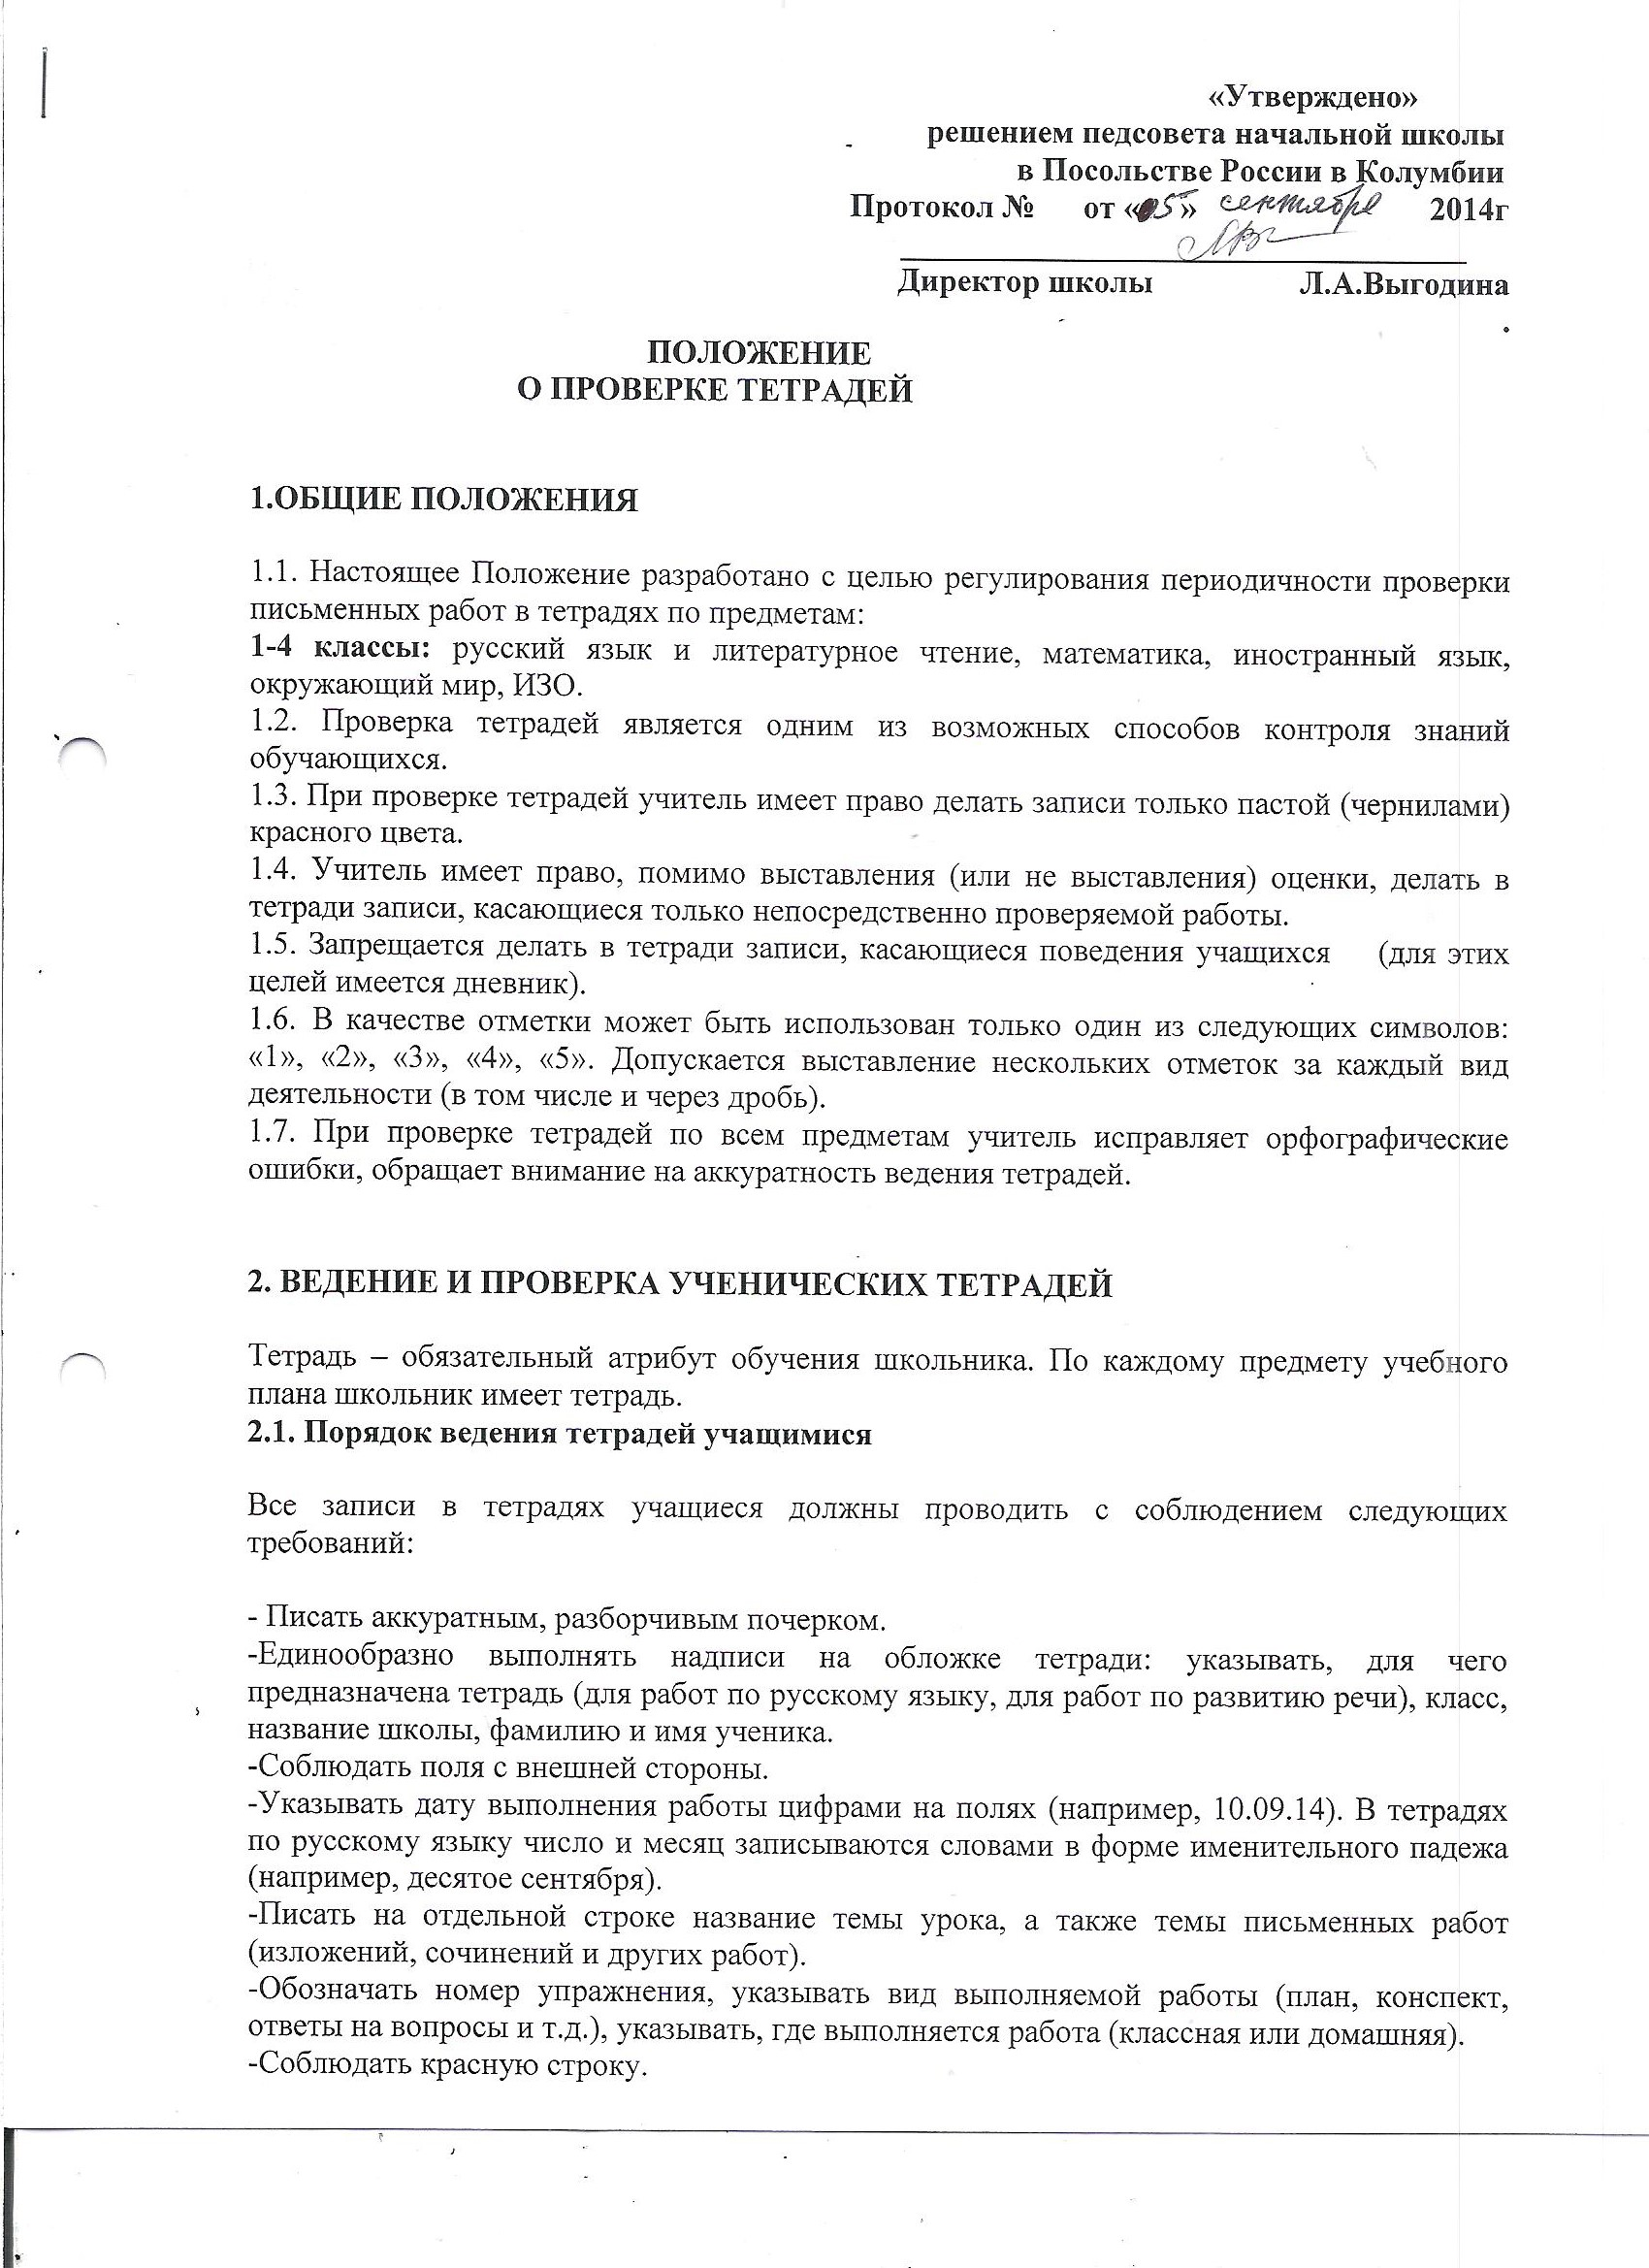 «Утверждено»
решением педсовета начальной школы
в Посольстве России в Колумбии
Протокол № от «05» сентября 2014г
Директор школы Л.А.Выгодина
ПОЛОЖЕНИЕ
О ПРОВЕРКЕ ТЕТРАДЕЙ
1.ОБЩИЕ ПОЛОЖЕНИЯ
1.1. Настоящее Положение разработано с целью регулирования периодичности проверки
письменных работ в тетрадях по предметам:
1-4 классы: русский язык и литературное чтение, математика, иностранный язык,
окружающий мир, ИЗО.
1.2. Проверка тетрадей является одним из возможных способов контроля знаний
обучающихся.
1.3. При проверке тетрадей учитель имеет право делать записи только пастой (чернилами)
красного цвета.
1.4. Учитель имеет право, помимо выставления (или не выставления) оценки, делать в
тетради записи, касающиеся только непосредственно проверяемой работы.
1.5. Запрещается делать в тетради записи, касающиеся поведения учащихся (для этих
целей имеется дневник).
1.6. В качестве отметки может быть использован только один из следующих символов:
«1», «2», «3», «4», «5». Допускается выставление нескольких отметок за каждый вид
деятельности (в том числе и через дробь).
1.7. При проверке тетрадей по всем предметам учитель исправляет орфографические
ошибки, обращает внимание на аккуратность ведения тетрадей.
2. ВЕДЕНИЕ И ПРОВЕРКА УЧЕНИЧЕСКИХ ТЕТРАДЕЙ
Тетрадь – обязательный атрибут обучения школьника. По каждому предмету учебного
плана школьник имеет тетрадь.
2.1. Порядок ведения тетрадей учащимися
Все записи в тетрадях учащиеся должны проводить с соблюдением следующих
требований:
- Писать аккуратным, разборчивым почерком.
-Единообразно выполнять надписи на обложке тетради: указывать, для чего
предназначена тетрадь (для работ по русскому языку, для работ по развитию речи), класс,
название школы, фамилию и имя ученика.
-Соблюдать поля с внешней стороны.
-Указывать дату выполнения работы цифрами на полях (например, 10.09.14). В тетрадях
по русскому языку число и месяц записываются словами в форме именительного падежа
(например, десятое сентября).
-Писать на отдельной строке название темы урока, а также темы письменных работ
(изложений, сочинений и других работ).
-Обозначать номер упражнения, указывать вид выполняемой работы (план, конспект,
ответы на вопросы и т.д.), указывать, где выполняется работа (классная или домашняя).
-Соблюдать красную строку.